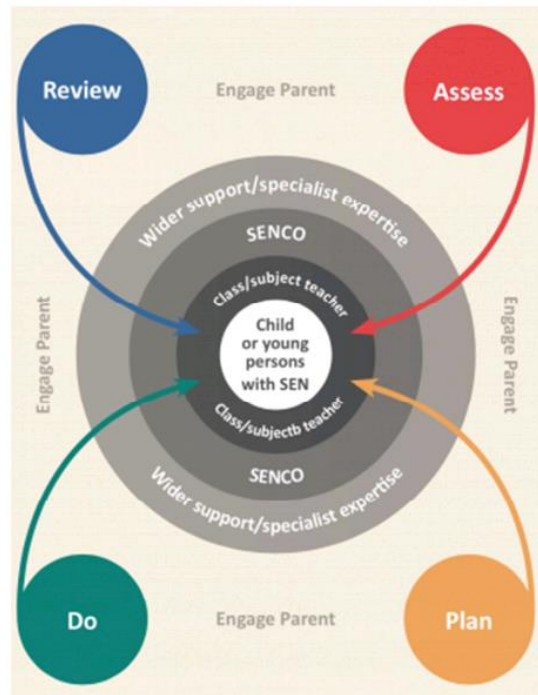 Review
Engage Parent
Assess
Wider support/specialist expertise
SENCO
Class/subject teacher
Engage Parent
Child
or young
persons
with SEN
Engage Parent
Class/subjectb teacher
SENCO
Wider support/specialist expertise
Do
Engage Parent
Plan